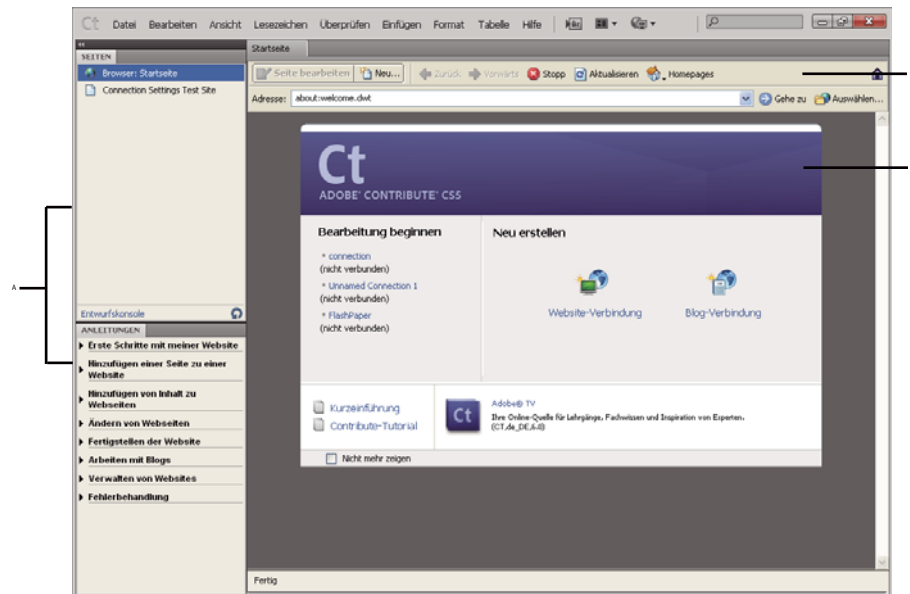 Ct Datei Bearbeiten Ansicht Lesezeichen Überprüfen Einfügen Format Tabelle Hilfe
SEITEN
Startseite
Browser: Startseite
Connection Settings Test Site
Seite bearbeiten Neu... Zurück Vorwärts Stopp Aktualisieren Homepages
Adresse: about:welcome.dwt Gehe zu Auswählen...
Ct
ADOBE® CONTRIBUTE® CS5
Bearbeitung beginnen
* connection
(nicht verbunden)
* Unnamed Connection 1
(nicht verbunden)
* FlashPaper
(nicht verbunden)
Neu erstellen
Website-Verbindung
Blog-Verbindung
A
Entwurfskonsole
ANLEITUNGEN
Erste Schritte mit meiner Website
Hinzufügen einer Seite zu einer
Website
Hinzufügen von Inhalt zu
Webseiten
Ändern von Webseiten
Fertigstellen der Website
Arbeiten mit Blogs
Verwalten von Websites
Fehlerbehandlung
Kurzeinführung
Contribute-Tutorial
Ct
Adobe® TV
Ihre Online-Quelle für Lehrgänge, Fachwissen und Inspiration von Experten.
(CT,de_DE,6.0)
Nicht mehr zeigen
Fertig